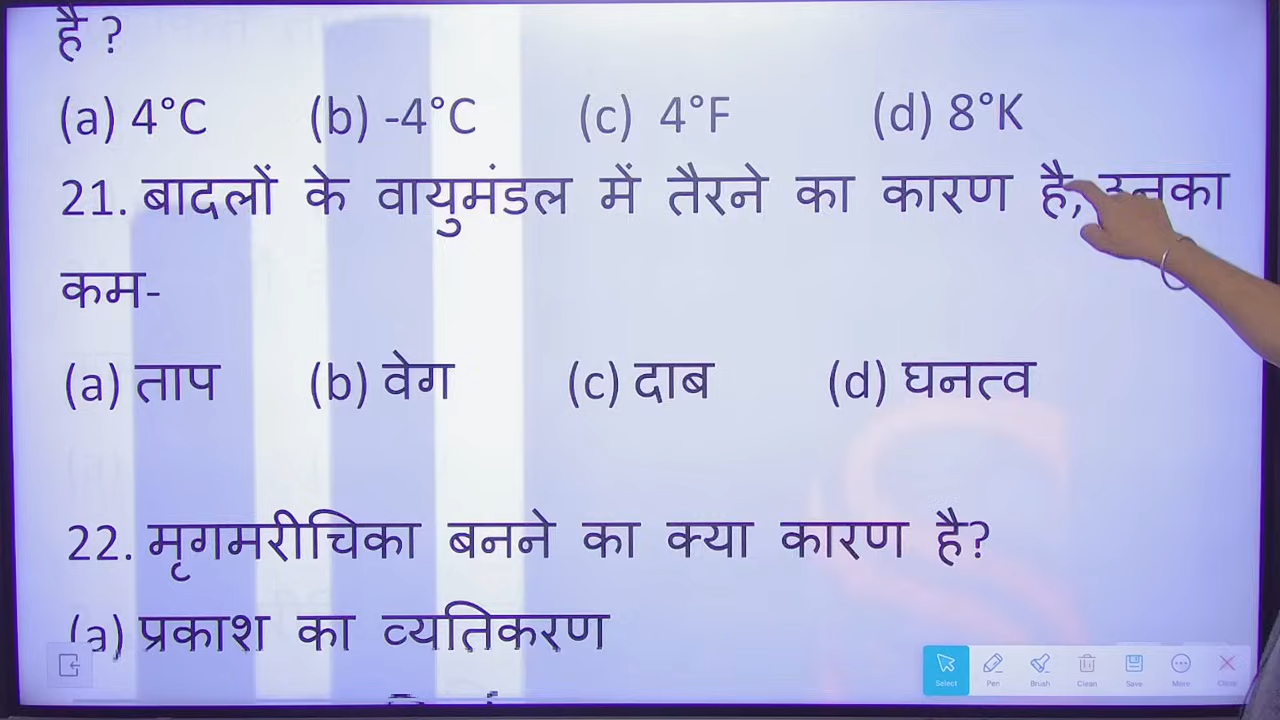 है ?
(a) 4°C (b) -4°C (c) 4°F (d) 8°K
21. बादलों के वायुमंडल में तैरने का कारण है, उनका
कम-
(a) ताप (b) वेग (c) दाब (d) घनत्व
22. मृगमरीचिका बनने का क्या कारण है?
(a) प्रकाश का व्यतिकरण
Select Pen Brush Clean Save More Close